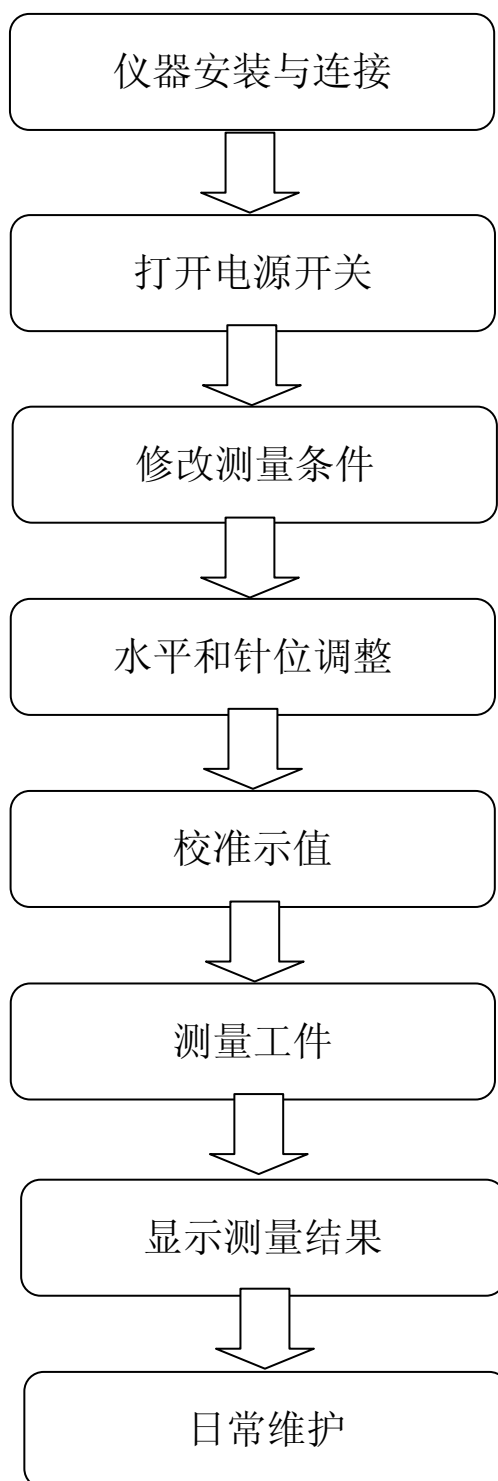 仪器安装与连接
打开电源开关
修改测量条件
水平和针位调整
校准示值
测量工件
显示测量结果
日常维护